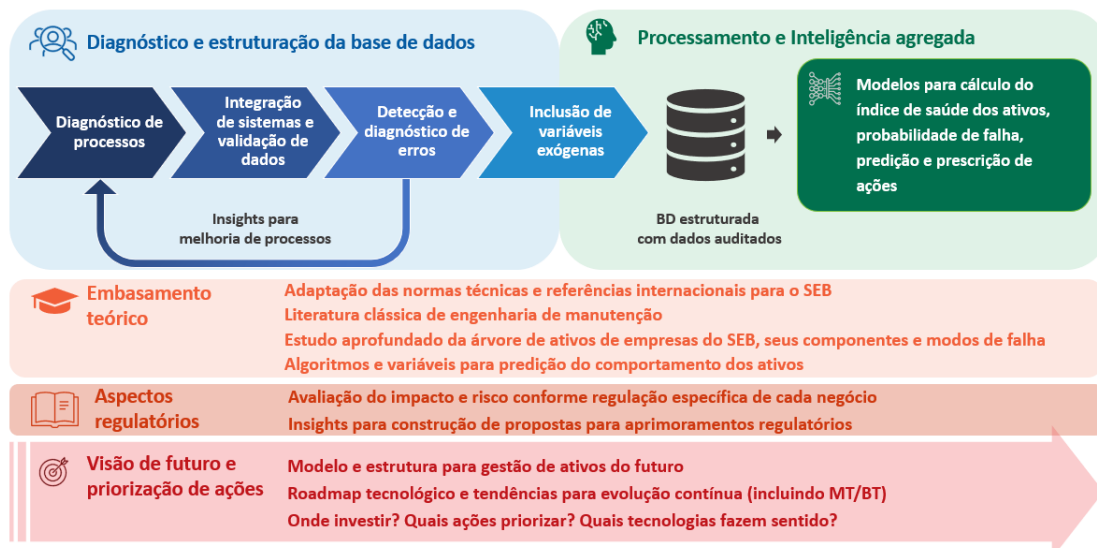 Diagnóstico e estruturação da base de dados
Processamento e Inteligência agregada
Diagnóstico de
processos
Integração
de sistemas e
validação de
dados
Detecção e
diagnóstico de
erros
Inclusão de
variáveis
exógenas
Modelos para cálculo do
índice de saúde dos ativos,
probabilidade de falha,
predição e prescrição de
ações
Insights para
melhoria de processos
BD estruturada
com dados auditados
Embasamento
teórico
Adaptação das normas técnicas e referências internacionais para o SEB
Literatura clássica de engenharia de manutenção
Estudo aprofundado da árvore de ativos de empresas do SEB, seus componentes e modos de falha
Algoritmos e variáveis para predição do comportamento dos ativos
Aspectos
regulatórios
Avaliação do impacto e risco conforme regulação específica de cada negócio
Insights para construção de propostas para aprimoramentos regulatórios
Visão de futuro e
priorização de ações
Modelo e estrutura para gestão de ativos do futuro
Roadmap tecnológico e tendências para evolução contínua (incluindo MT/BT)
Onde investir? Quais ações priorizar? Quais tecnologias fazem sentido?